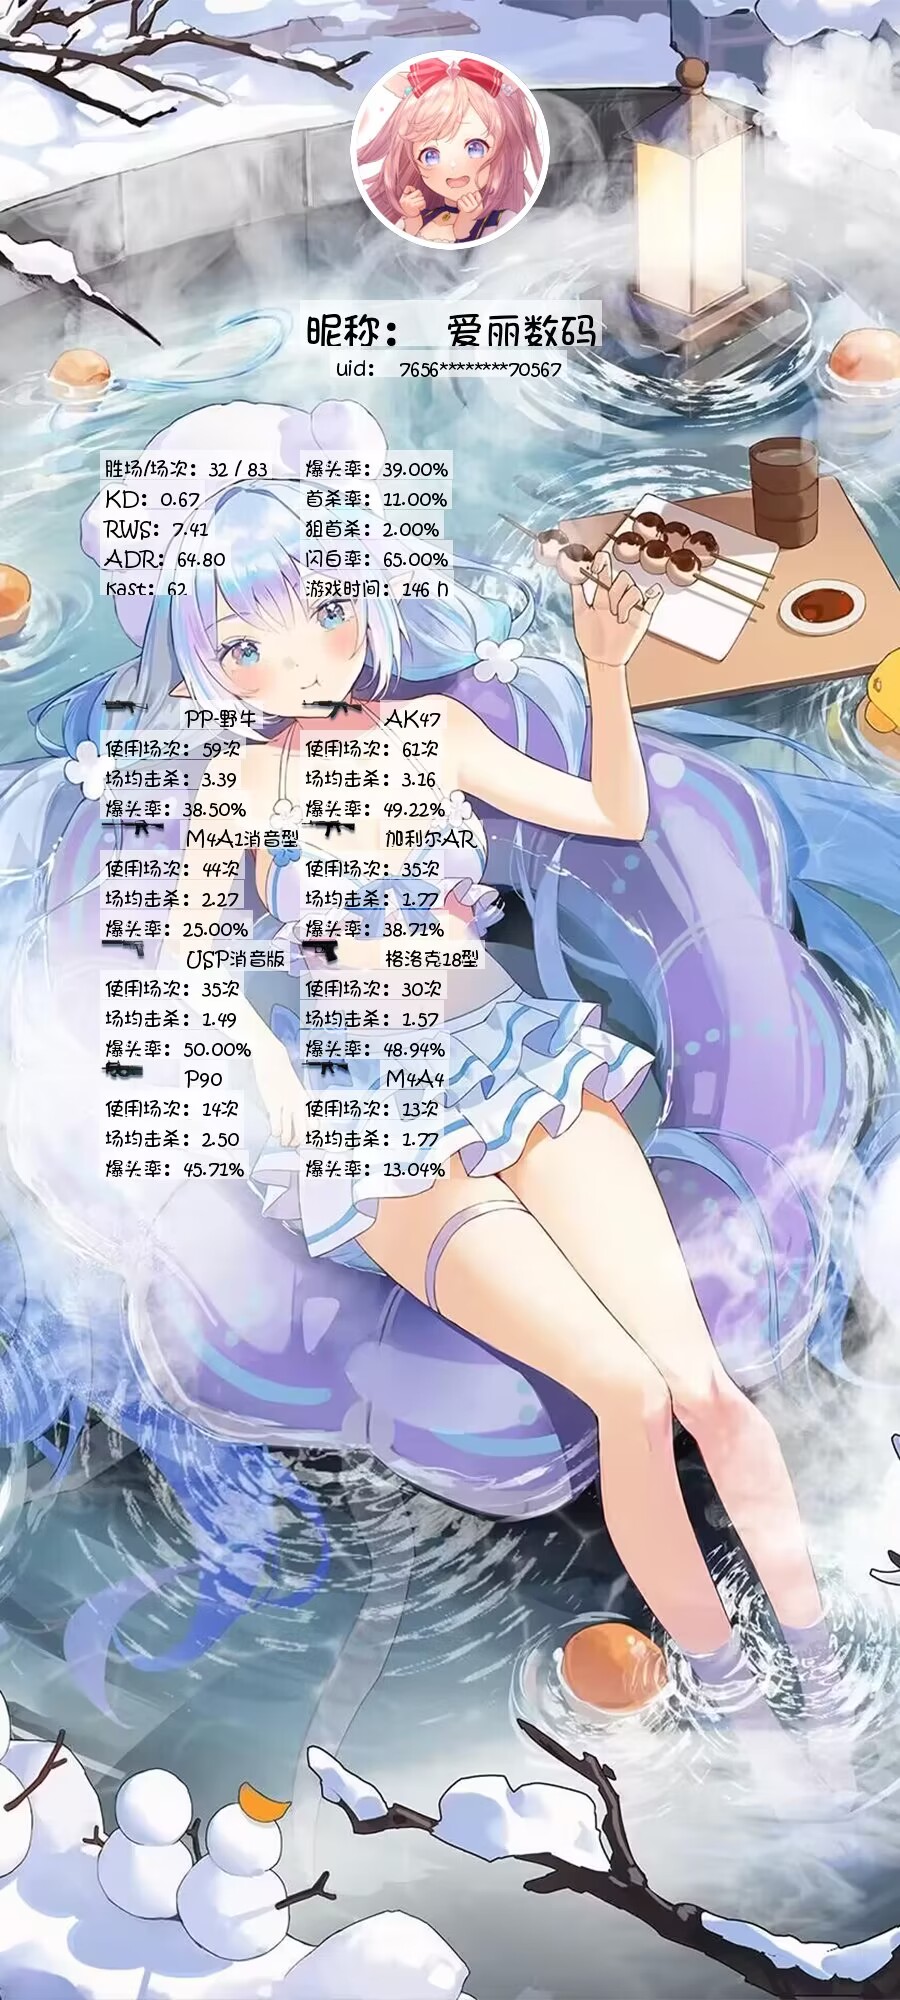 昵称： 爱丽数码
uid： 7656********70567
胜场/场次：32 / 83 爆头率：39.00%
KD：0.67 首杀率：11.00%
RWS：7.41 狙首杀：2.00%
ADR：64.80 闪白率：65.00%
Kast：62 游戏时间：146 h
PP-野牛 AK47
使用场次：59次 使用场次：61次
场均击杀：3.39 场均击杀：3.16
爆头率：38.50% 爆头率：49.22%
M4A1消音型 伽利尔AR
使用场次：44次 使用场次：35次
场均击杀：2.27 场均击杀：1.77
爆头率：25.00% 爆头率：38.71%
USP消音版 格洛克18型
使用场次：35次 使用场次：30次
场均击杀：1.49 场均击杀：1.57
爆头率：50.00% 爆头率：48.94%
P90 M4A4
使用场次：14次 使用场次：13次
场均击杀：2.50 场均击杀：1.77
爆头率：45.71% 爆头率：13.04%